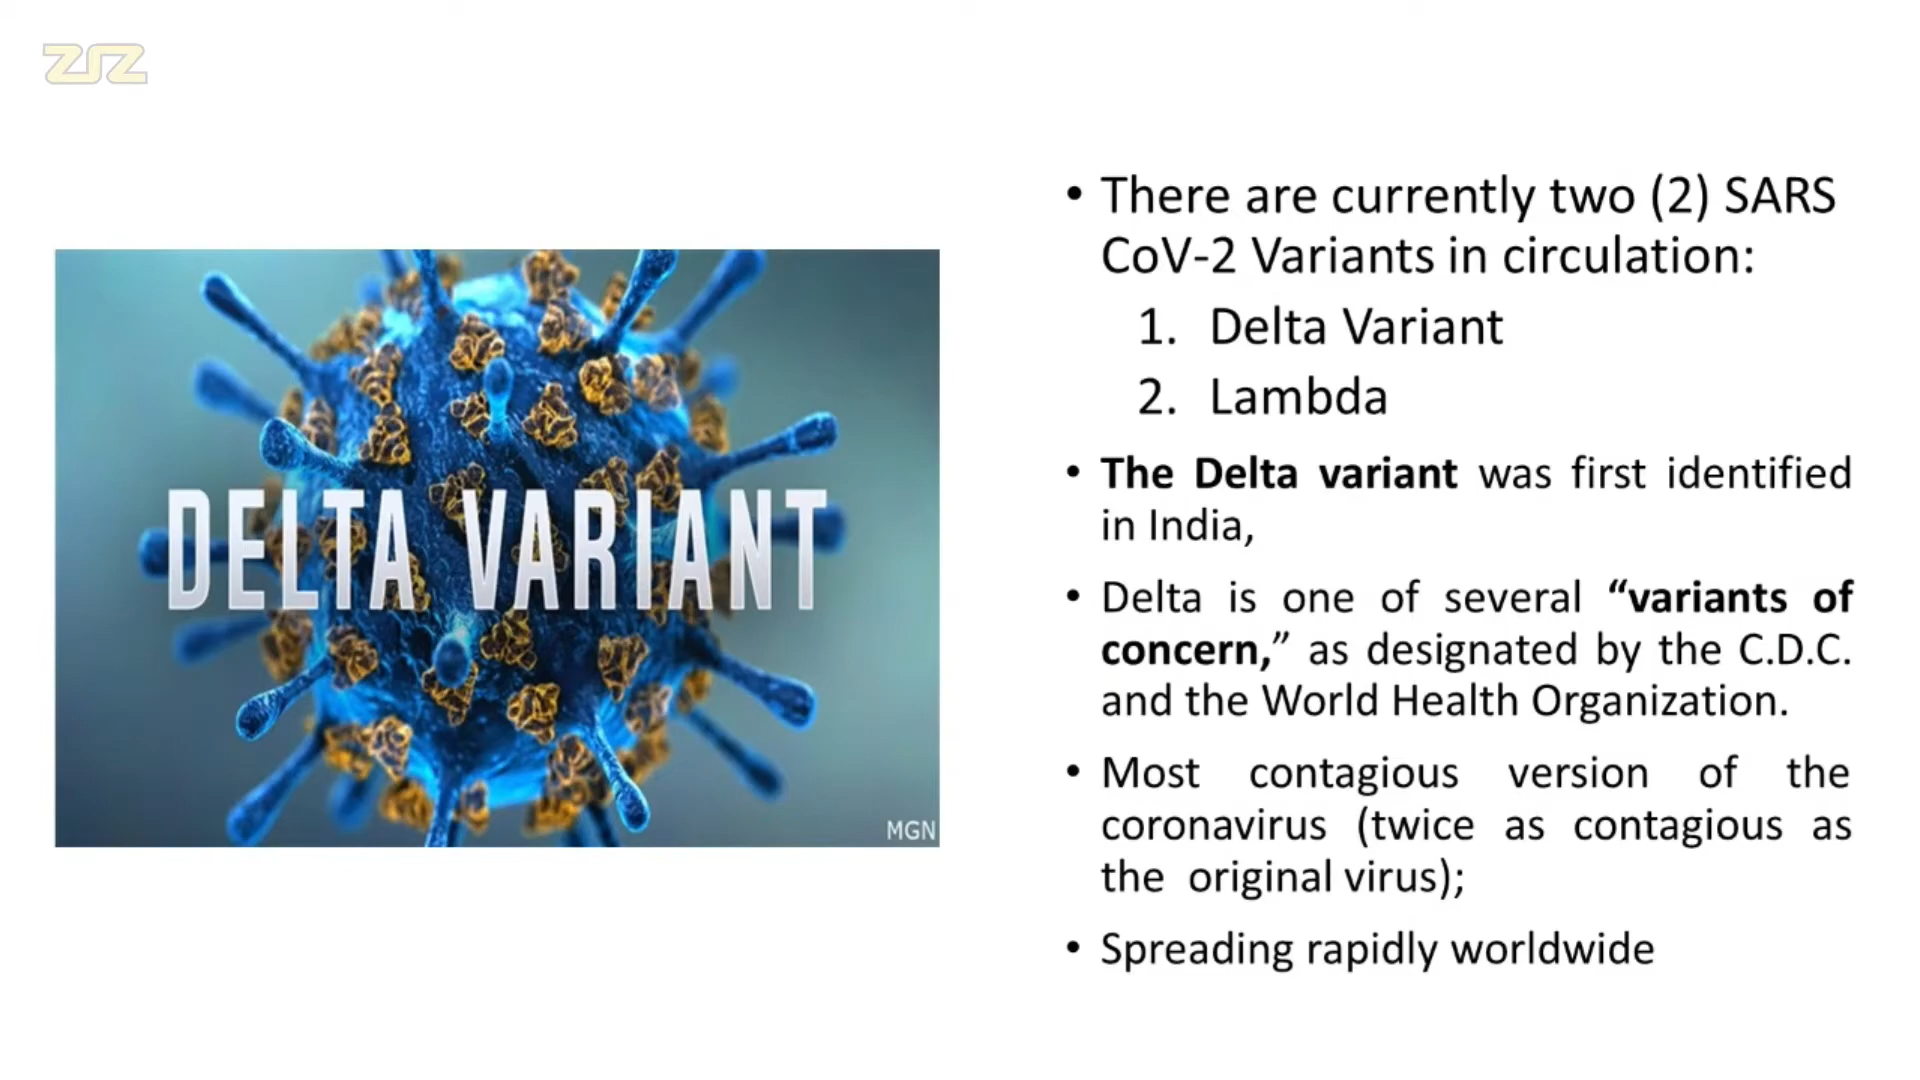 ZIZ
DELTA VARIANT
MGN
• There are currently two (2) SARS
CoV-2 Variants in circulation:
1. Delta Variant
2. Lambda
• The Delta variant was first identified
in India,
• Delta is one of several “variants of
concern,” as designated by the C.D.C.
and the World Health Organization.
• Most contagious version of the
coronavirus (twice as contagious as
the original virus);
• Spreading rapidly worldwide